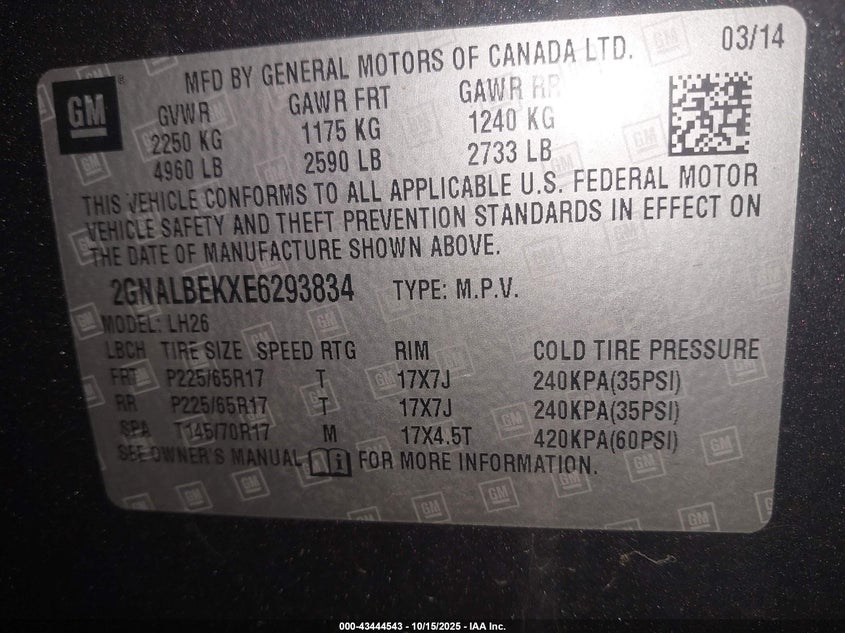 03/14
GM
MFD BY GENERAL MOTORS OF CANADA LTD.
GVWR GAWR FRT GAWR RR
2250 KG 1175 KG 1240 KG
4960 LB 2590 LB 2733 LB
THIS VEHICLE CONFORMS TO ALL APPLICABLE U.S. FEDERAL MOTOR
VEHICLE SAFETY AND THEFT PREVENTION STANDARDS IN EFFECT ON
THE DATE OF MANUFACTURE SHOWN ABOVE.
2GNALBEKXE6293834 TYPE: M.P.V.
MODEL: LH26
LBCH TIRE SIZE SPEED RTG RIM COLD TIRE PRESSURE
FRT P225/65R17 T 17X7J 240KPA(35PSI)
RR P225/65R17 T 17X7J 240KPA(35PSI)
SPA T145/70R17 M 17X4.5T 420KPA(60PSI)
SEE OWNER'S MANUAL FOR MORE INFORMATION.
000-43444543 - 10/15/2025 - IAA Inc.